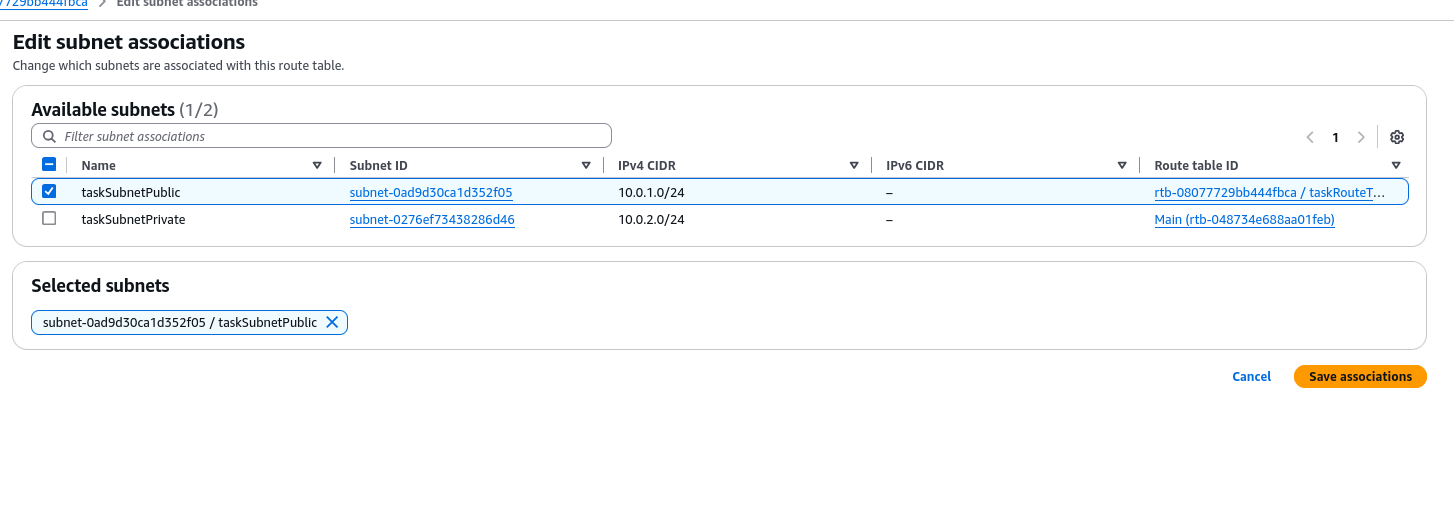 7729bb444fbca > Edit subnet associations
Edit subnet associations
Change which subnets are associated with this route table.
Available subnets (1/2)
Filter subnet associations
1
Name Subnet ID IPv4 CIDR IPv6 CIDR Route table ID
taskSubnetPublic subnet-0ad9d30ca1d352f05 10.0.1.0/24 – rtb-08077729bb444fbca / taskRouteT...
taskSubnetPrivate subnet-0276ef73438286d46 10.0.2.0/24 – Main (rtb-048734e688aa01feb)
Selected subnets
subnet-0ad9d30ca1d352f05 / taskSubnetPublic
Cancel Save associations